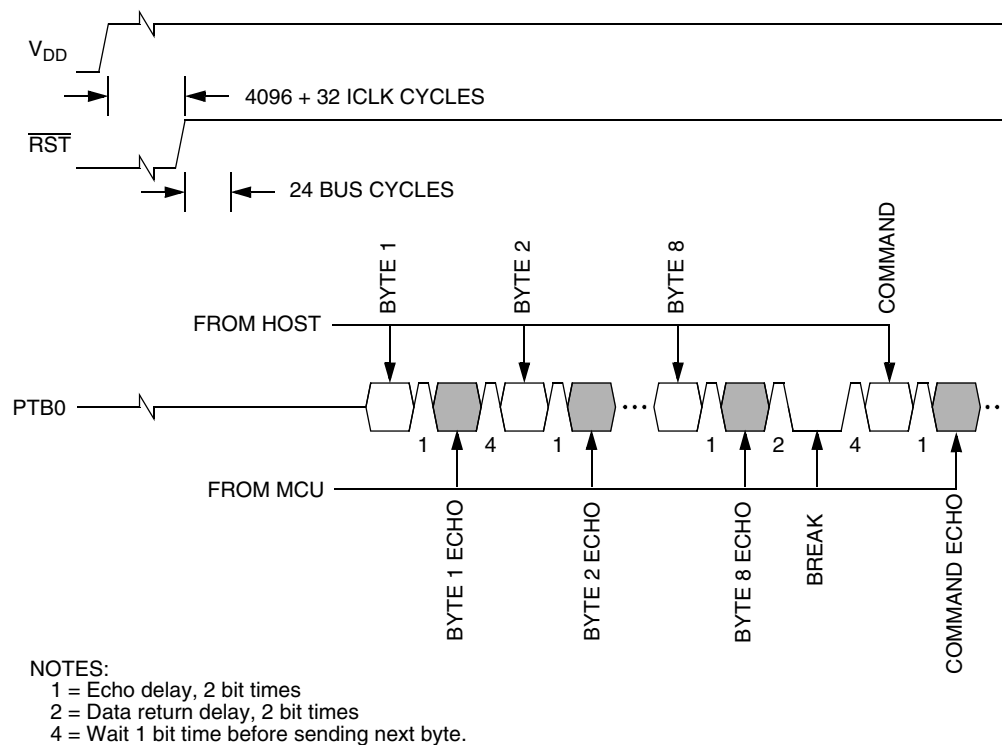 VDD
4096 + 32 ICLK CYCLES
RST
24 BUS CYCLES
BYTE 1
BYTE 2
BYTE 8
COMMAND
FROM HOST
PTB0
...
...
1
4
1
1
2
4
1
FROM MCU
BYTE 1 ECHO
BYTE 2 ECHO
BYTE 8 ECHO
BREAK
COMMAND ECHO
NOTES:
1 = Echo delay, 2 bit times
2 = Data return delay, 2 bit times
4 = Wait 1 bit time before sending next byte.